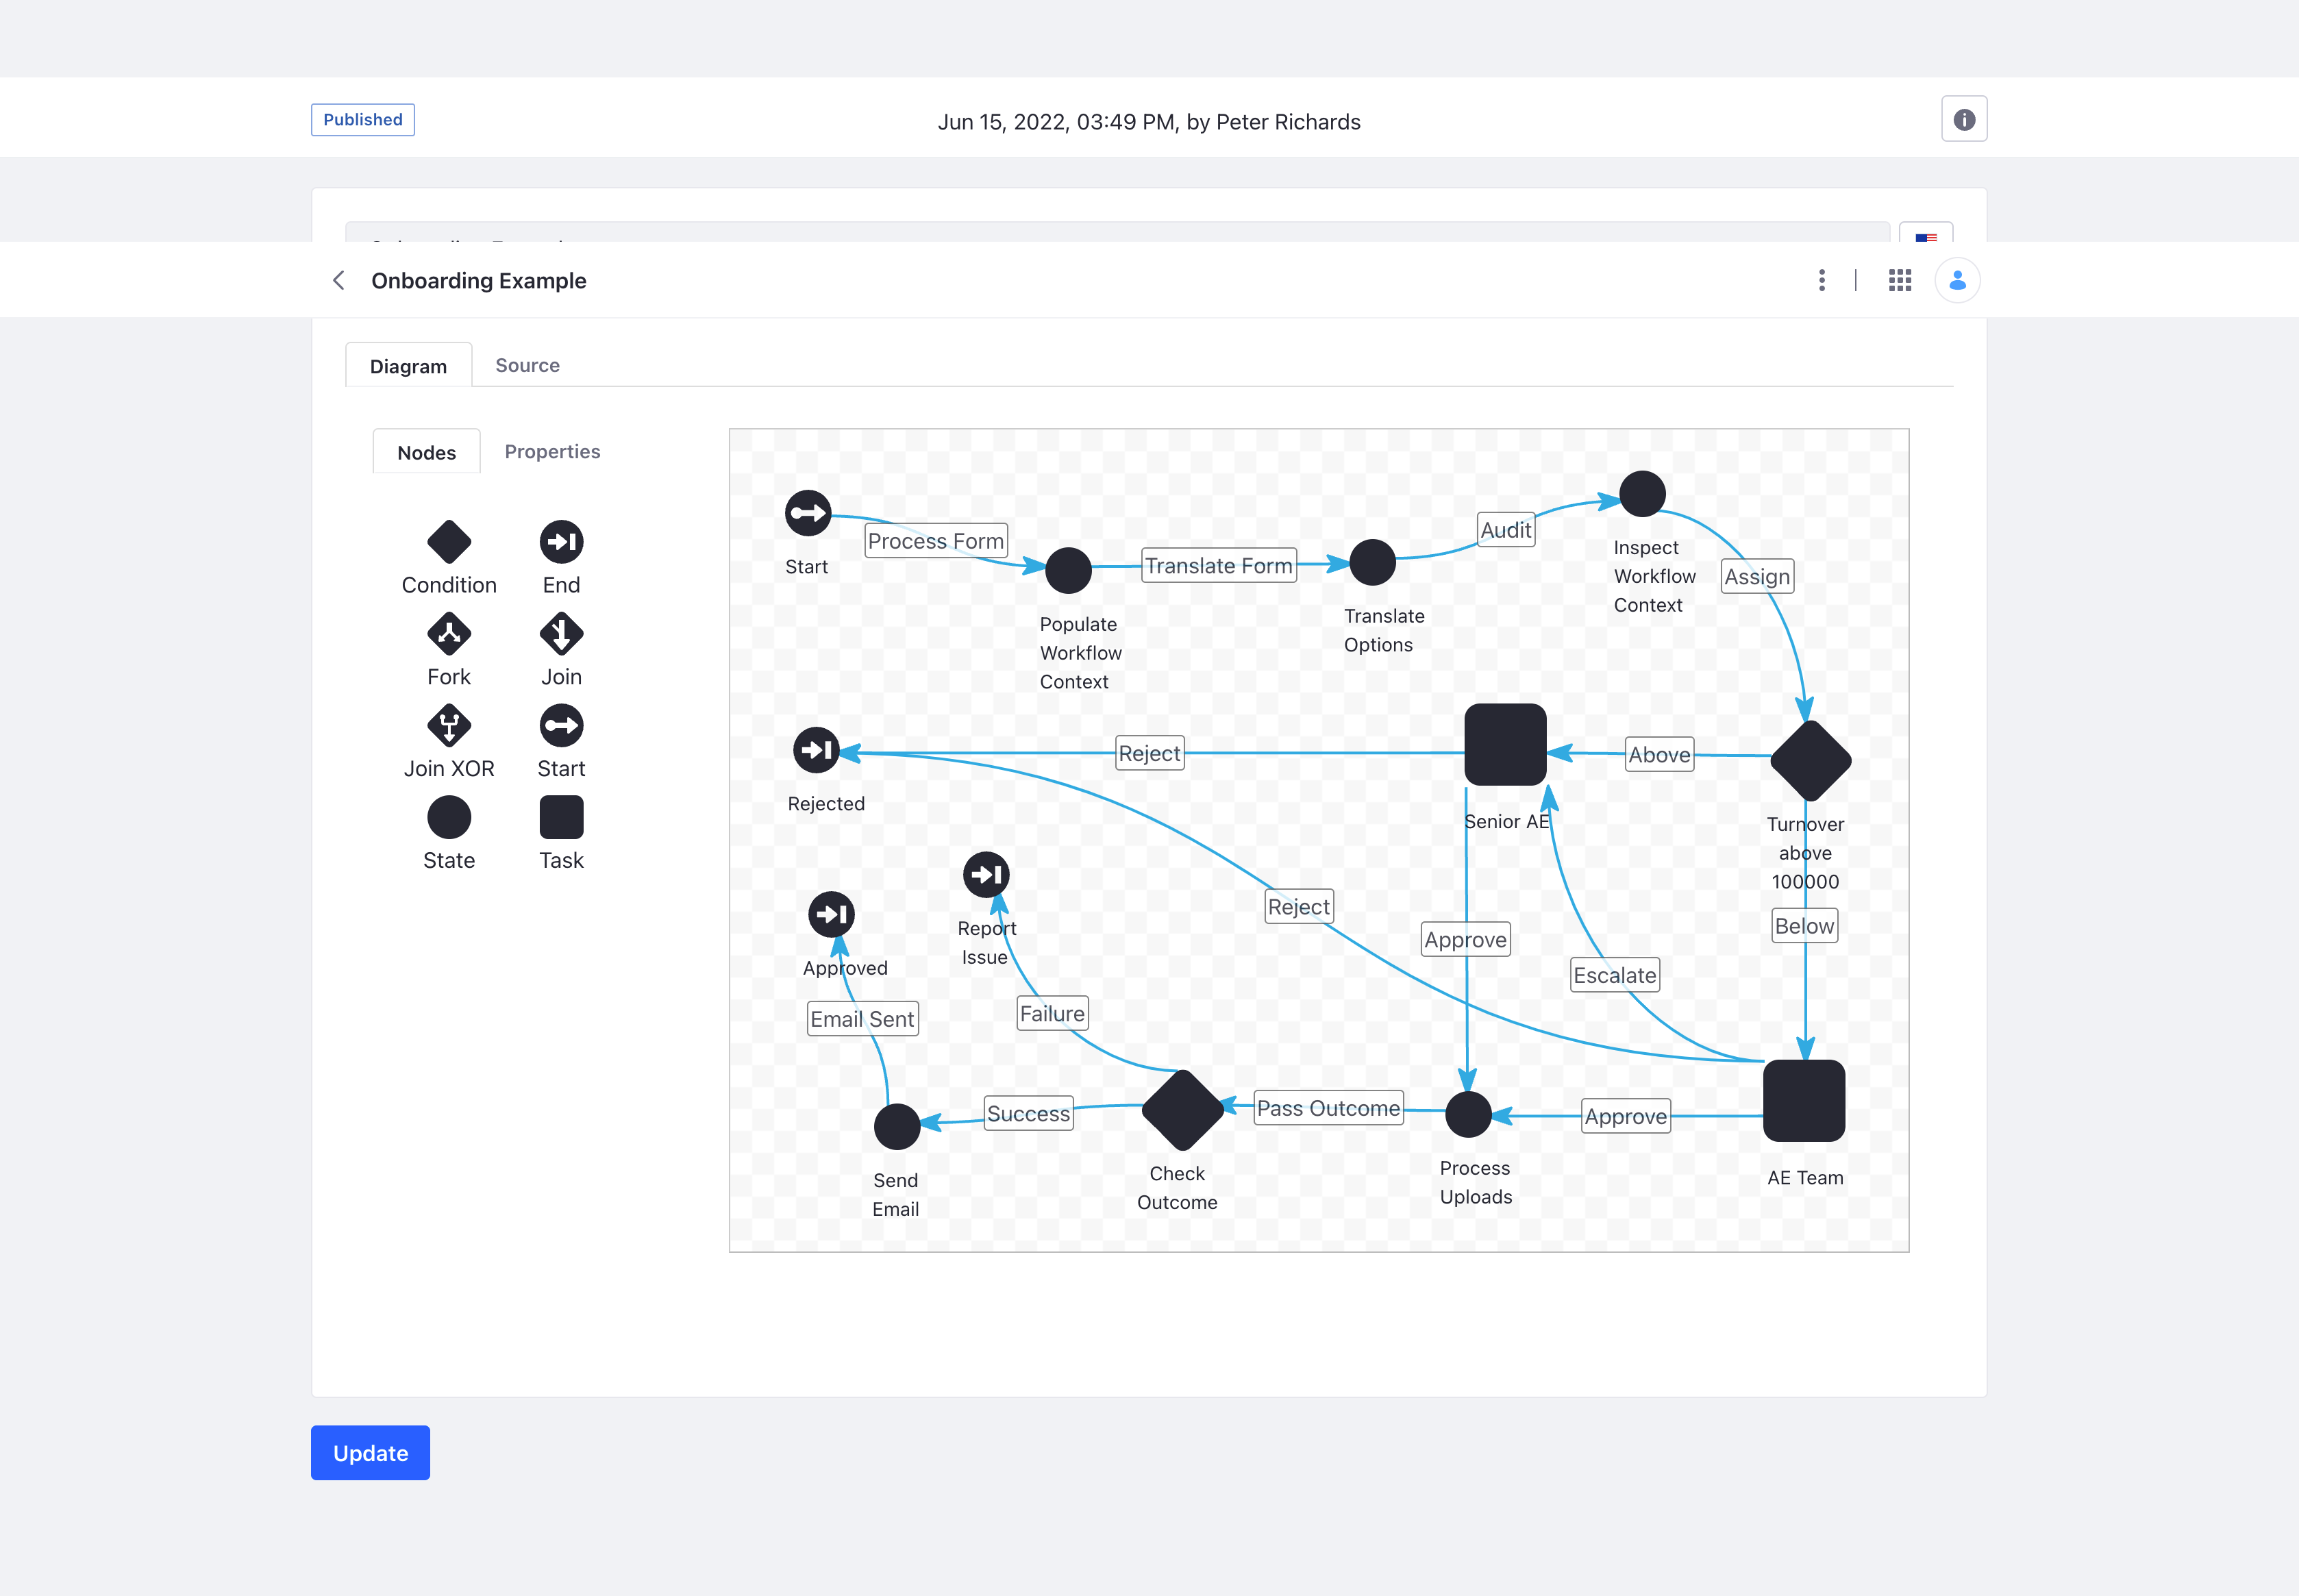 Published
Jun 15, 2022, 03:49 PM, by Peter Richards
Onboarding Example
Diagram
Source
Nodes
Properties
Condition
End
Fork
Join
Join XOR
Start
State
Task
Start
Process Form
Populate
Workflow
Context
Translate Form
Translate
Options
Audit
Inspect
Workflow
Context
Assign
Rejected
Reject
Senior AE
Above
Turnover
above
100000
Reject
Approve
Escalate
Below
Report
Issue
Approved
Email Sent
Failure
Success
Pass Outcome
Approve
Send
Email
Check
Outcome
Process
Uploads
AE Team
Update